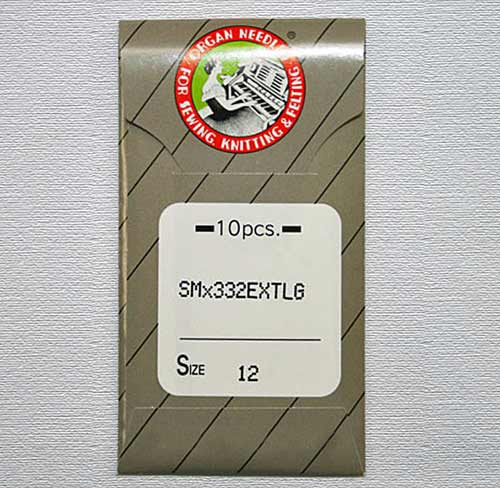 ORGAN NEEDLES
®
FOR SEWING, KNITTING & FELTING
10pcs.
SMx332EXTLG
SIZE 12